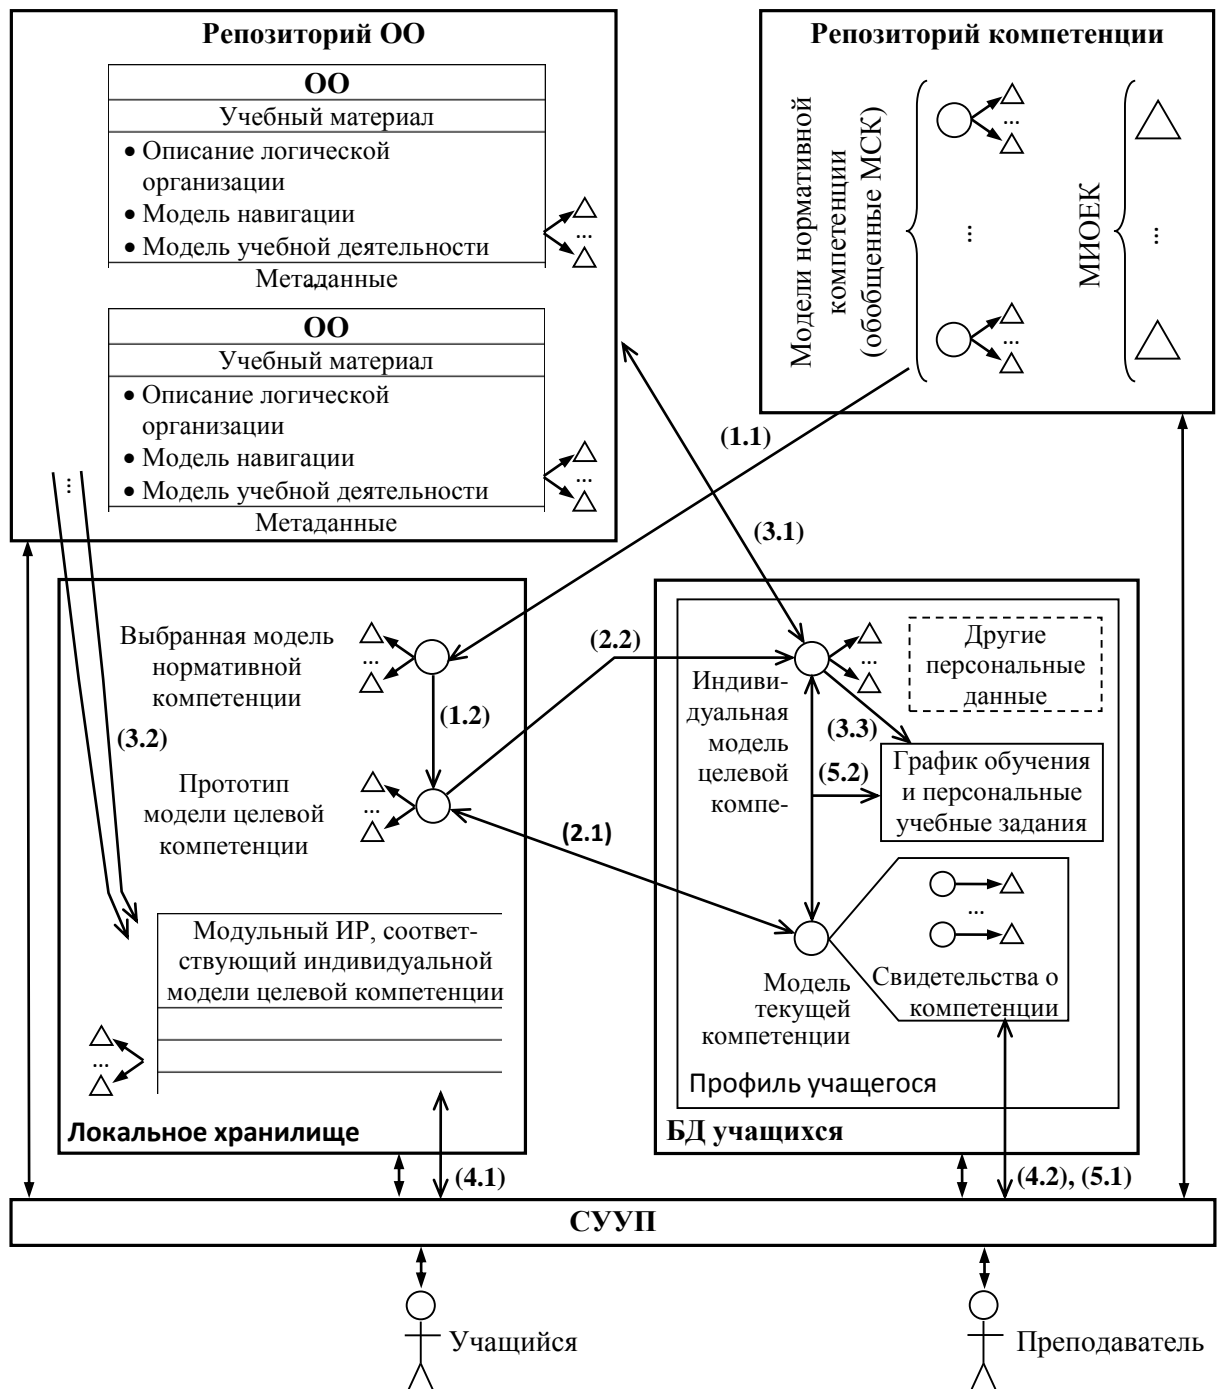 Репозиторий ОО
ОО
Учебный материал
• Описание логической
организации
• Модель навигации
• Модель учебной деятельности
Метаданные
...
...
ОО
Учебный материал
• Описание логической
организации
• Модель навигации
• Модель учебной деятельности
Метаданные
...
...
Репозиторий компетенции
Модели нормативной
компетенции
(обобщенные МСК)
...
...
...
МИОЕК
...
(1.1)
(3.1)
(3.2)
Выбранная модель
нормативной
компетенции
...
(1.2)
Прототип
модели целевой
компетенции
...
(2.2)
(2.1)
Модульный ИР, соответ-
ствующий индивидуальной
модели целевой компетенции
...
Локальное хранилище
(4.1)
Индиви-
дуальная
модель
целевой
компе-
...
Другие
персональные
данные
(3.3)
(5.2)
График обучения
и персональные
учебные задания
...
Свидетельства о
компетенции
Модель
текущей
компетенции
Профиль учащегося
БД учащихся
(4.2), (5.1)
СУУП
Учащийся
Преподаватель